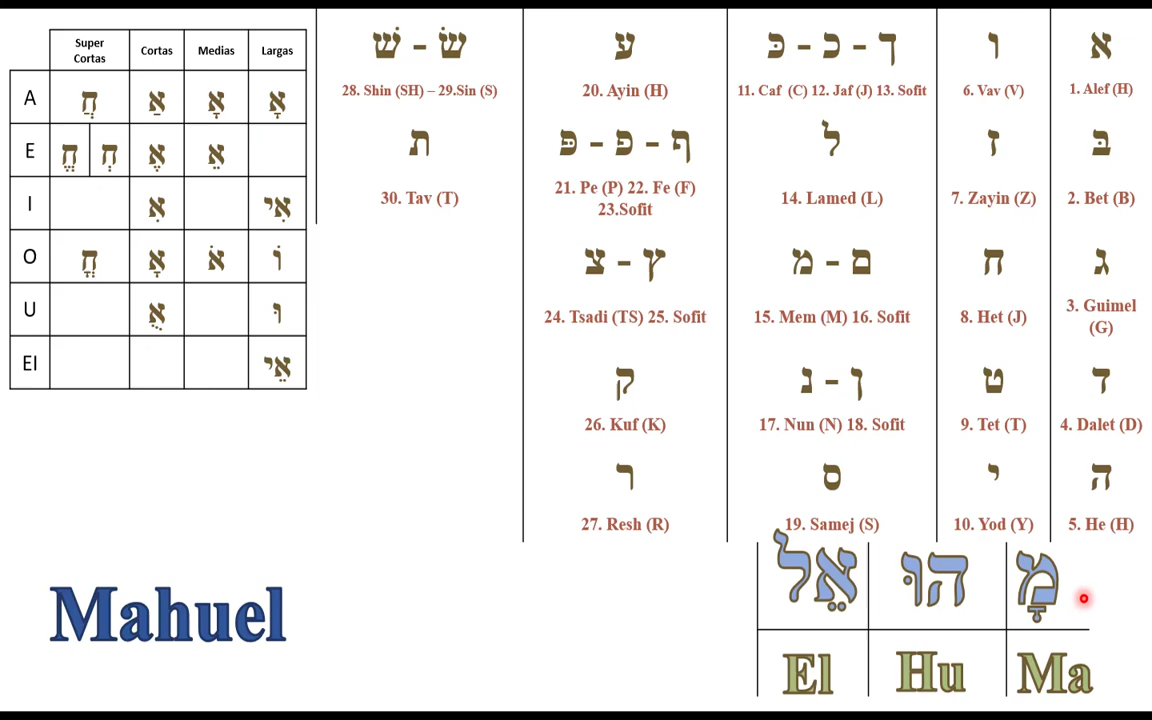 Super
Cortas
Cortas
Medias
Largas
A
חֲ
אַ
אָ
אָ
E
חֱ
חְ
אֶ
אֵ
I
אִ
אִי
O
חֳ
אָ
אֹ
וֹ
U
אֻ
וּ
EI
אֵי
שׁ - שׂ
28. Shin (SH) – 29.Sin (S)
ת
30. Tav (T)
ע
20. Ayin (H)
פּ - פ - ף
21. Pe (P) 22. Fe (F)
23.Sofit
צ - ץ
24. Tsadi (TS) 25. Sofit
ק
26. Kuf (K)
ר
27. Resh (R)
כּ - כ - ך
11. Caf (C) 12. Jaf (J) 13. Sofit
ל
14. Lamed (L)
מ - ם
15. Mem (M) 16. Sofit
נ - ן
17. Nun (N) 18. Sofit
ס
19. Samej (S)
ו
6. Vav (V)
ז
7. Zayin (Z)
ח
8. Het (J)
ט
9. Tet (T)
י
10. Yod (Y)
א
1. Alef (H)
בּ
2. Bet (B)
ג
3. Guimel
(G)
ד
4. Dalet (D)
ה
5. He (H)
Mahuel
מָ הוּ אֵל
El Hu Ma